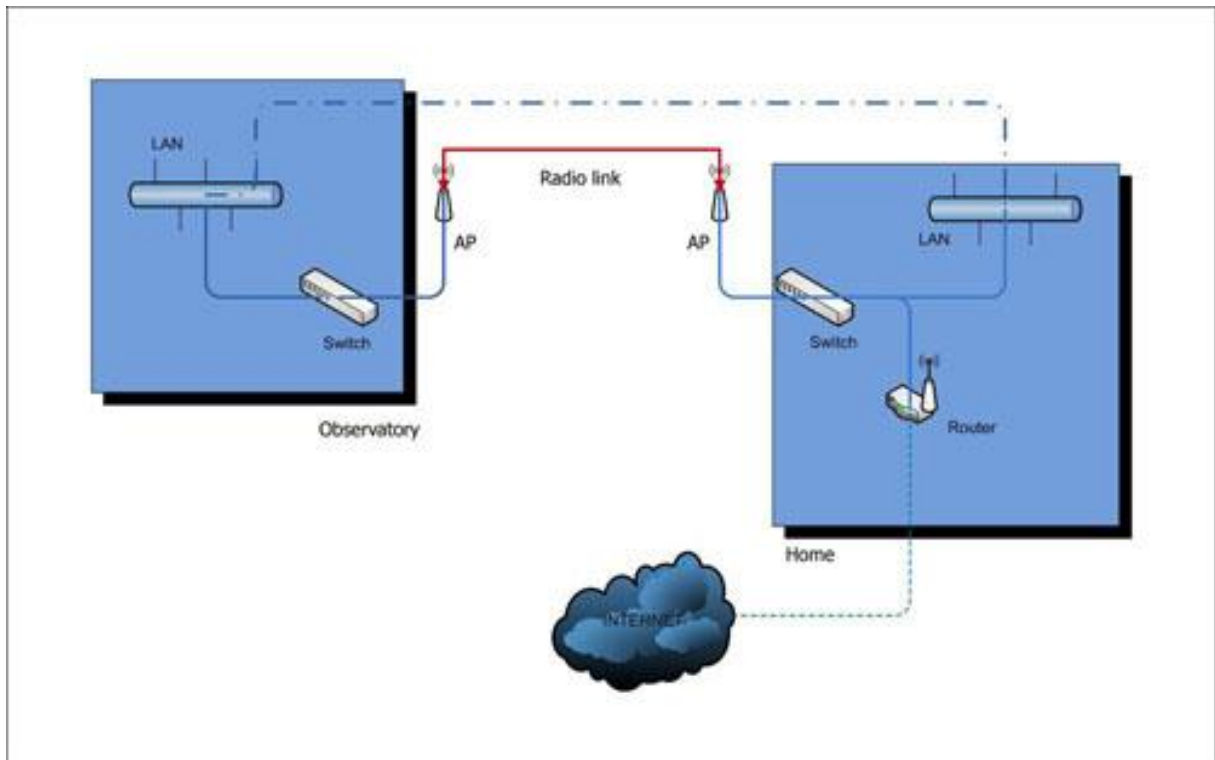 LAN
Radio link
AP
AP
LAN
Switch
Switch
Observatory
Router
Home
INTERNET